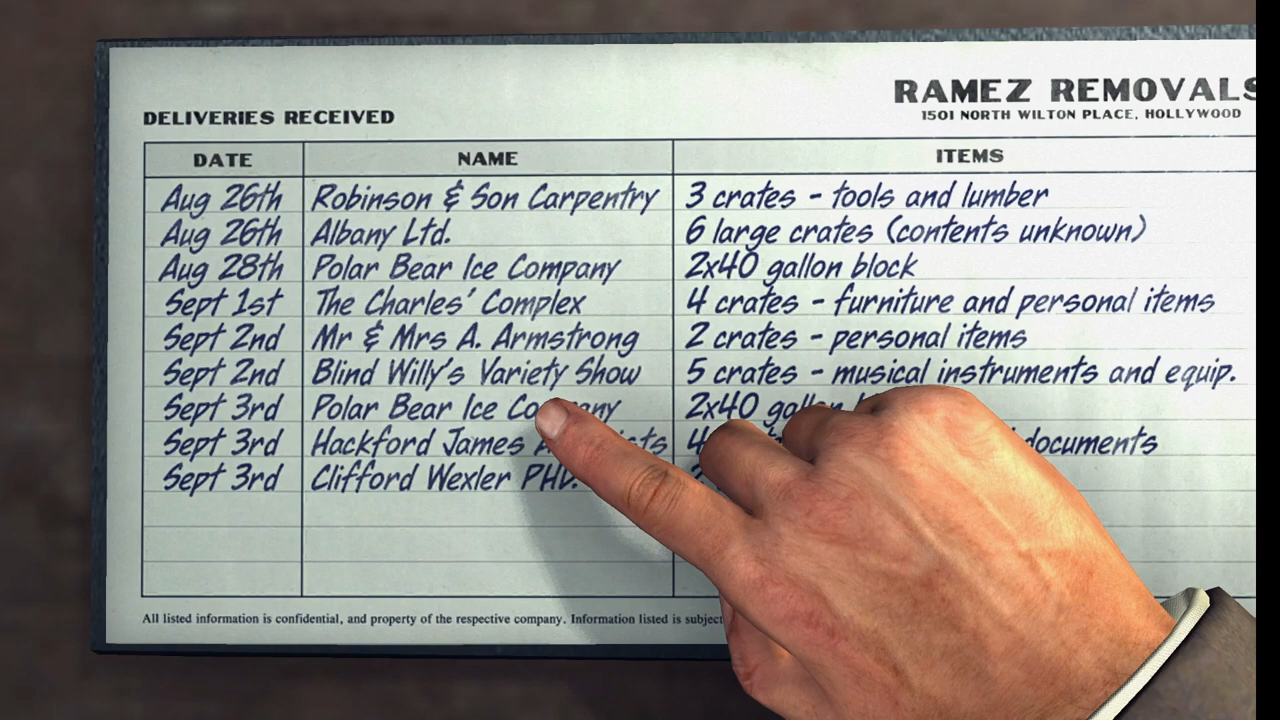 RAMEZ REMOVALS
1501 NORTH WILTON PLACE, HOLLYWOOD
DELIVERIES RECEIVED
DATE NAME ITEMS
Aug 26th Robinson & Son Carpentry 3 crates - tools and lumber
Aug 26th Albany Ltd. 6 large crates (contents unknown)
Aug 28th Polar Bear Ice Company 2x40 gallon block
Sept 1st The Charles' Complex 4 crates - furniture and personal items
Sept 2nd Mr & Mrs A. Armstrong 2 crates - personal items
Sept 2nd Blind Willy's Variety Show 5 crates - musical instruments and equip.
Sept 3rd Polar Bear Ice Company 2x40 gallon
Sept 3rd Hackford James 4 documents
Sept 3rd Clifford Wexler PHD.
All listed information is confidential, and property of the respective company. Information listed is subject